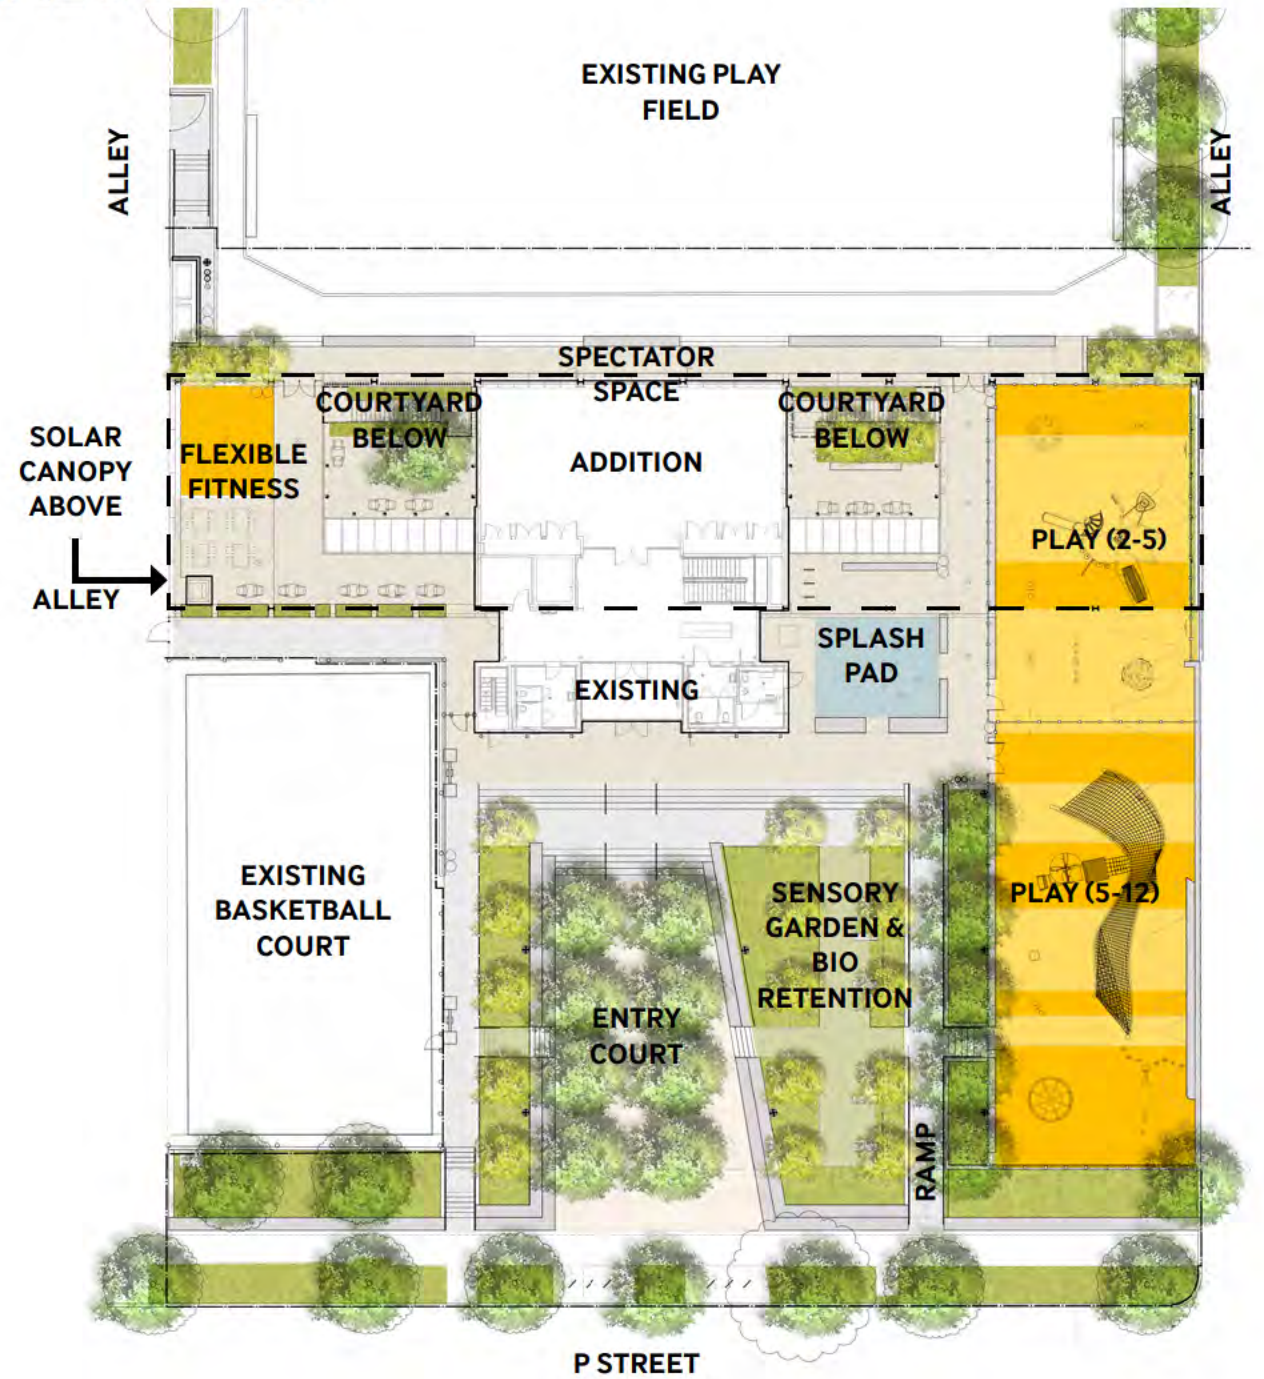 EXISTING PLAY
FIELD
ALLEY
ALLEY
SPECTATOR
SPACE
COURTYARD
BELOW
COURTYARD
BELOW
SOLAR
CANOPY
ABOVE
FLEXIBLE
FITNESS
ADDITION
PLAY (2-5)
ALLEY
SPLASH
PAD
EXISTING
EXISTING
BASKETBALL
COURT
SENSORY
GARDEN &
BIO
RETENTION
PLAY (5-12)
ENTRY
COURT
RAMP
P STREET